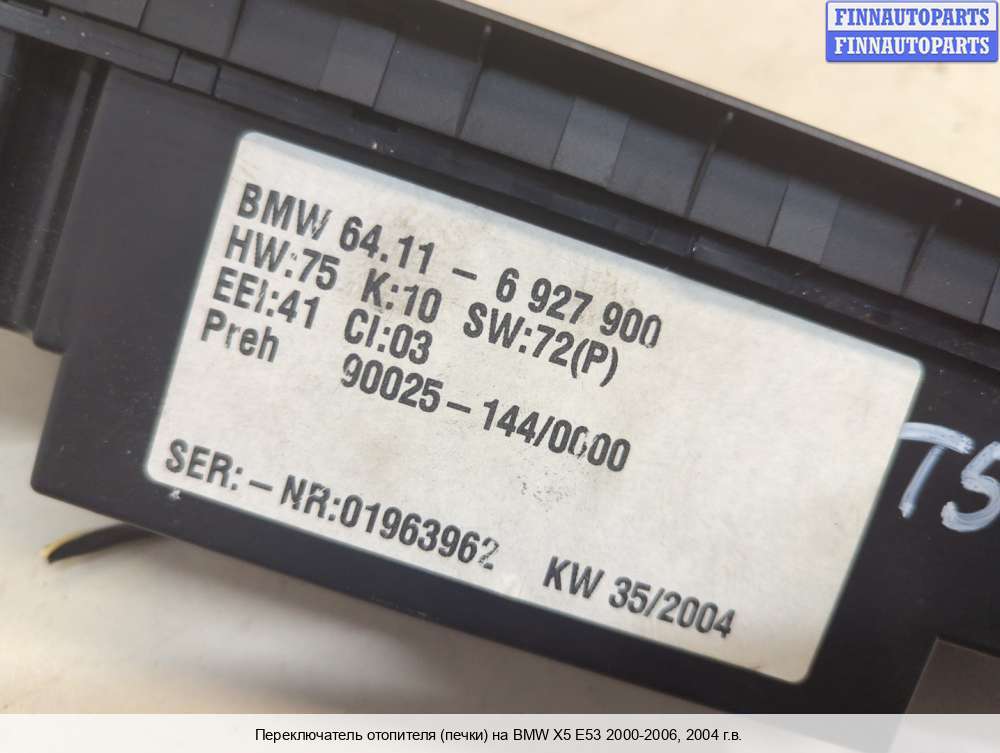 FINNAUTOPARTS
FINNAUTOPARTS
BMW 64.11 – 6 927 900
HW:75 K:10 SW:72(P)
EEI:41 CI:03
Preh 90025–144/0000
SER:–NR:01963962 KW 35/2004
T5
Переключатель отопителя (печки) на BMW X5 E53 2000-2006, 2004 г.в.